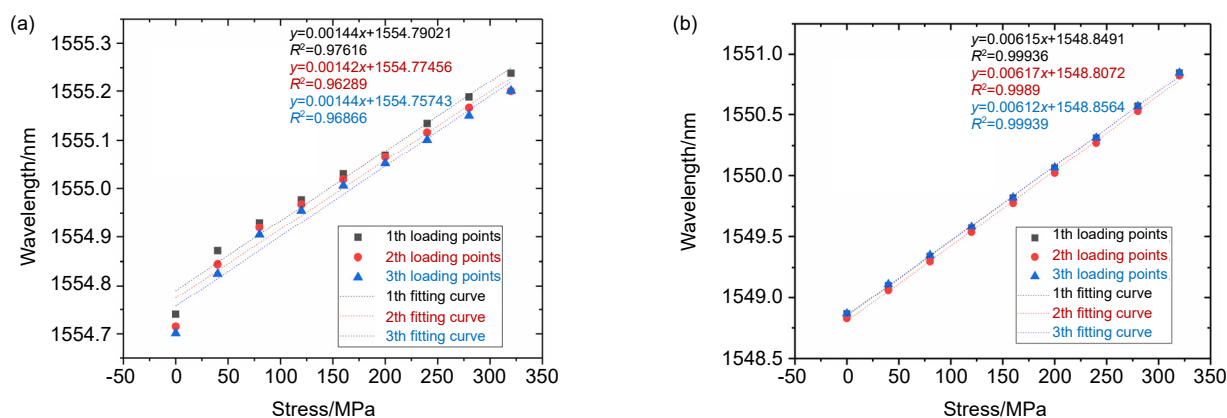 (a)
y=0.00144x+1554.79021
R²=0.97616
y=0.00142x+1554.77456
R²=0.96289
y=0.00144x+1554.75743
R²=0.96866
1555.3
1555.2
1555.1
1555.0
1554.9
1554.8
1554.7
Wavelength/nm
1th loading points
2th loading points
3th loading points
1th fitting curve
2th fitting curve
3th fitting curve
-50 0 50 100 150 200 250 300 350
Stress/MPa
(b)
y=0.00615x+1548.8491
R²=0.99936
y=0.00617x+1548.8072
R²=0.9989
y=0.00612x+1548.8564
R²=0.99939
1551.0
1550.5
1550.0
1549.5
1549.0
1548.5
Wavelength/nm
1th loading points
2th loading points
3th loading points
1th fitting curve
2th fitting curve
3th fitting curve
-50 0 50 100 150 200 250 300 350
Stress/MPa